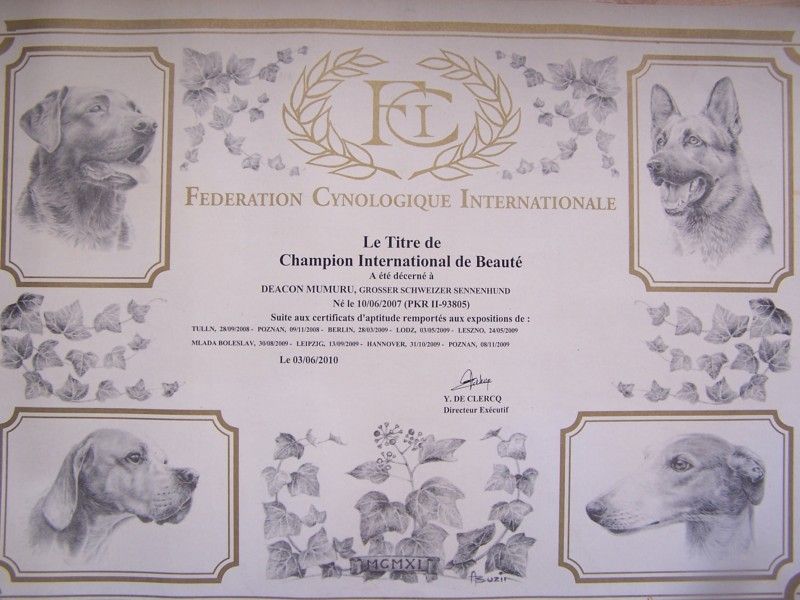 FCI
FEDERATION CYNOLOGIQUE INTERNATIONALE
Le Titre de
Champion International de Beauté
A été décerné à
DEACON MUMURU, GROSSER SCHWEIZER SENNENHUND
Né le 10/06/2007 (PKR II-93805)
Suite aux certificats d'aptitude remportés aux expositions de :
TULLN, 28/09/2008 - POZNAN, 09/11/2008 - BERLIN, 28/03/2009 - LODZ, 03/05/2009 - LESZNO, 24/05/2009
MLADA BOLESLAV, 30/08/2009 - LEIPZIG, 13/09/2009 - HANNOVER, 31/10/2009 - POZNAN, 08/11/2009
Le 03/06/2010
Y. DE CLERCQ
Directeur Exécutif
MCMXI